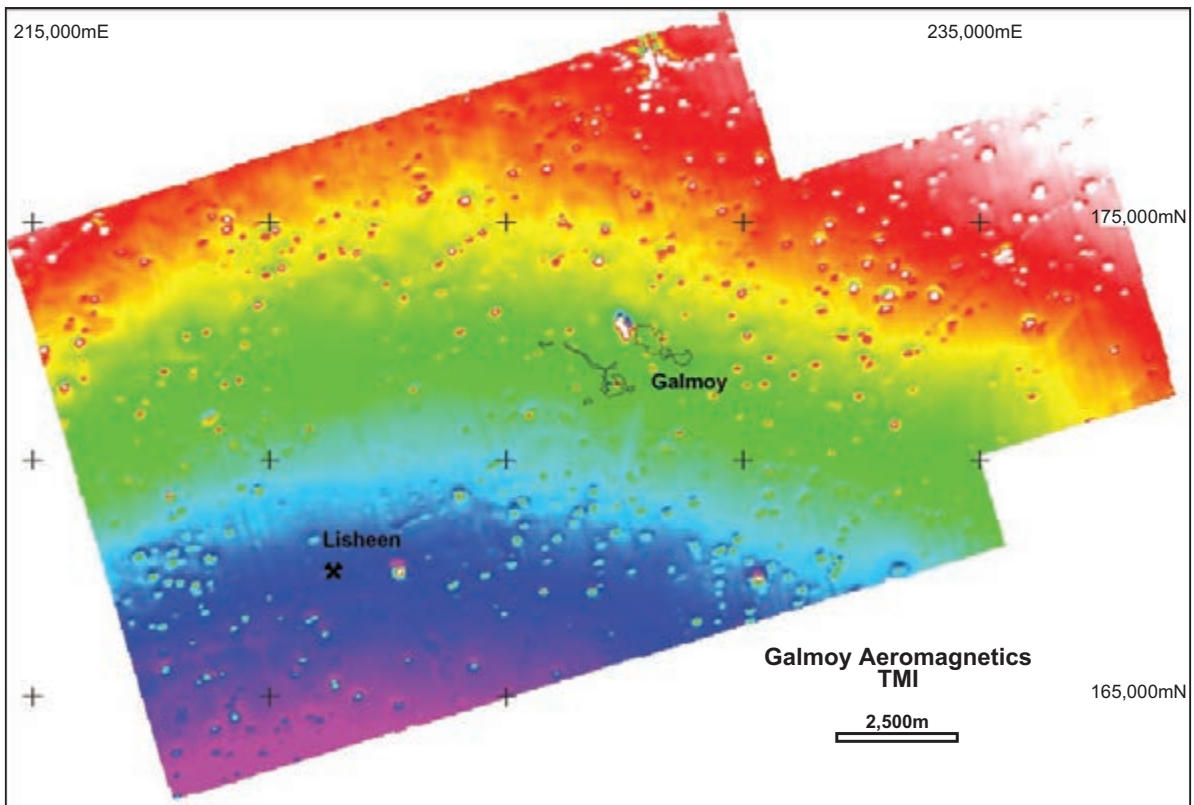 215,000mE
235,000mE
175,000mN
Galmoy
Lisheen
Galmoy Aeromagnetics
TMI
165,000mN
2,500m